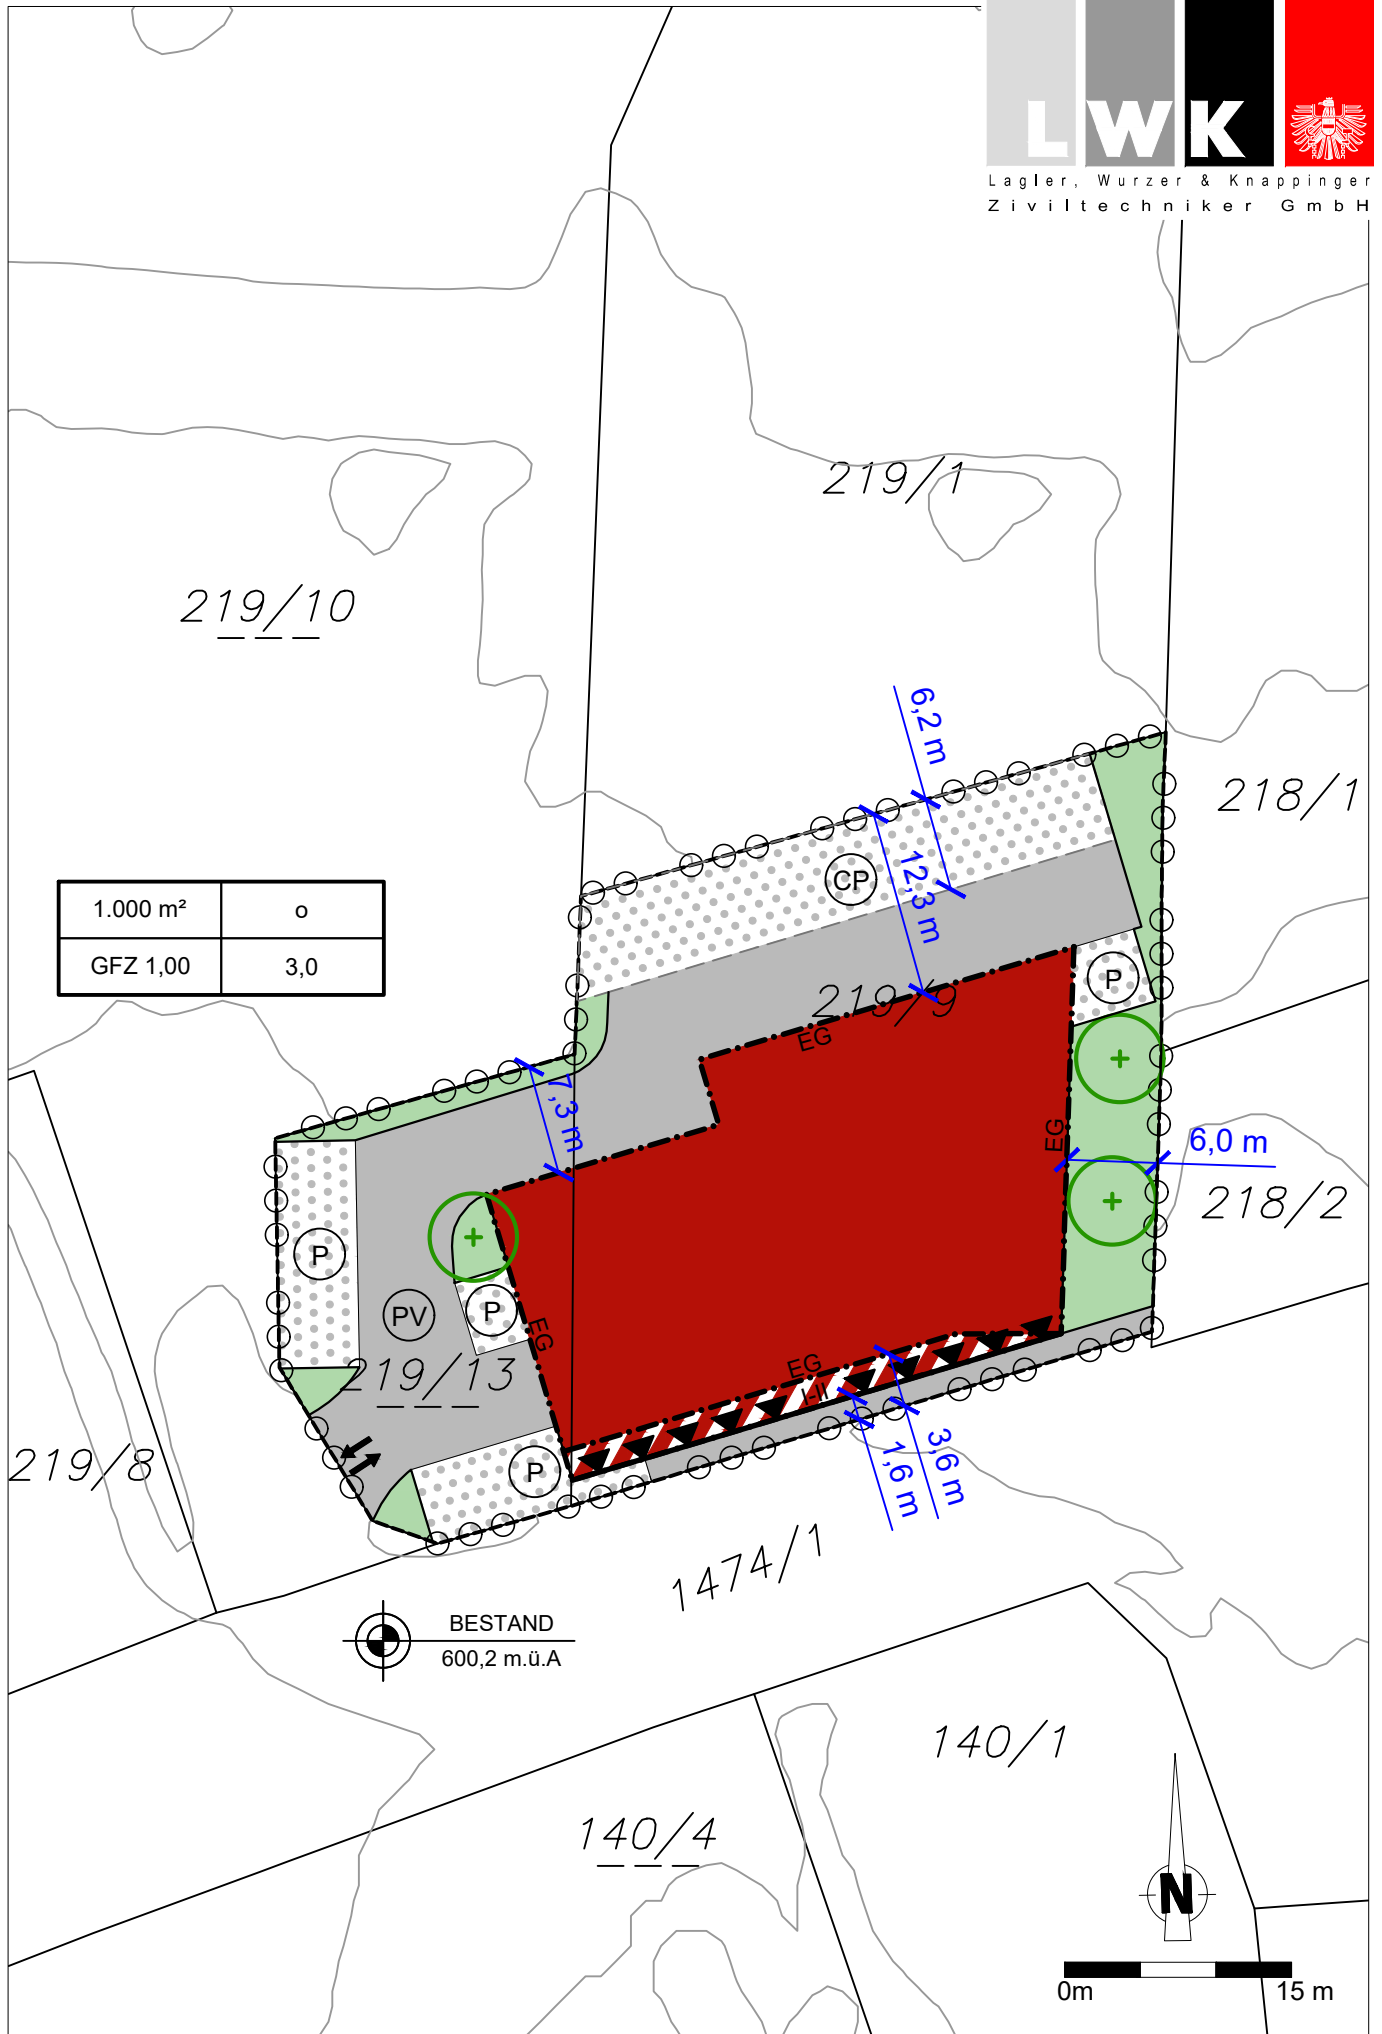 LWK
Lagler, Wurzer & Knappinger
Ziviltechniker GmbH
219/1
219/10
6,2 m
218/1
CP
12,3 m
1.000 m²
o
GFZ 1,00
3,0
P
219/9
EG
7,3 m
EG
6,0 m
218/2
P
PV
P
EG
219/13
EG
I-II
219/8
P
1,6 m
3,6 m
1474/1
BESTAND
600,2 m.ü.A
140/1
140/4
N
0m
15 m